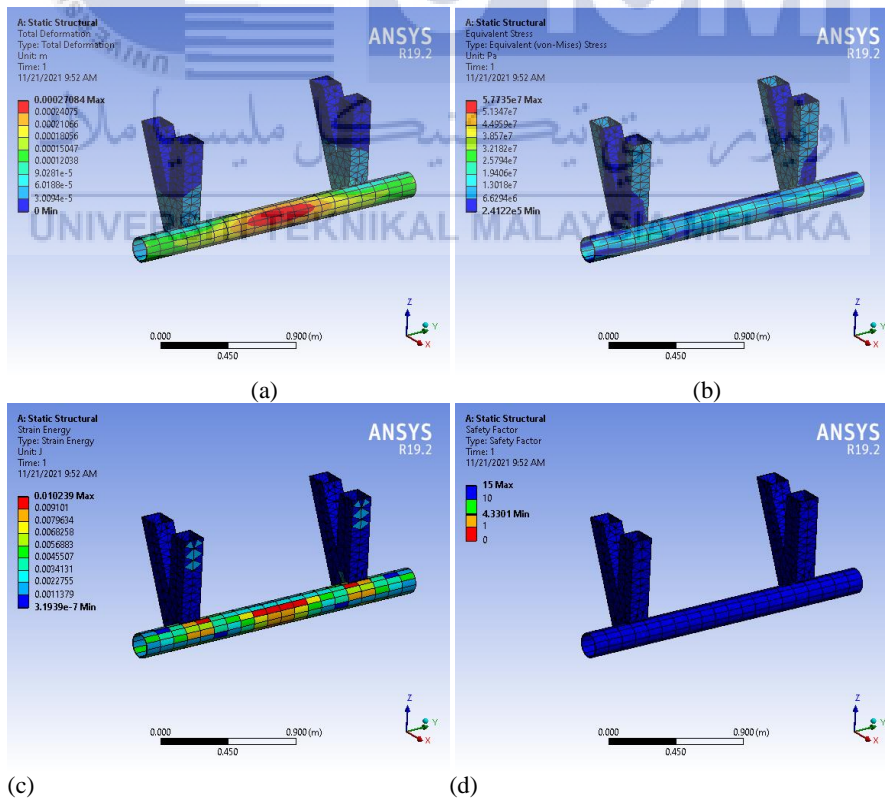 A: Static Structural
Total Deformation
Type: Total Deformation
Unit: m
Time: 1
11/21/2021 9:52 AM
ANSYS
R19.2
0.00027084 Max
0.00024075
0.00021066
0.00018056
0.00015047
0.00012038
9.0281e-5
6.0188e-5
3.0094e-5
0 Min
0.000
0.900 (m)
0.450
Z
Y
X
(a)
A: Static Structural
Equivalent Stress
Type: Equivalent (von-Mises) Stress
Unit: Pa
Time: 1
11/21/2021 9:52 AM
ANSYS
R19.2
5.7735e7 Max
5.1347e7
4.4959e7
3.857e7
3.2182e7
2.5794e7
1.9406e7
1.3018e7
6.6294e6
2.4122e5 Min
0.000
0.900 (m)
0.450
Z
Y
X
(b)
اونيۏرسيتي تيكنيكل مليسيا ملاك
UNIVERSITI TEKNIKAL MALAYSIA MELAKA
A: Static Structural
Strain Energy
Type: Strain Energy
Unit: J
Time: 1
11/21/2021 9:52 AM
ANSYS
R19.2
0.010239 Max
0.009101
0.0079634
0.0068258
0.0056883
0.0045507
0.0034131
0.0022755
0.0011379
3.1939e-7 Min
0.000
0.900 (m)
0.450
Z
Y
X
(c)
A: Static Structural
Safety Factor
Type: Safety Factor
Time: 1
11/21/2021 9:52 AM
ANSYS
R19.2
15 Max
10
4.3301 Min
1
0
0.000
0.900 (m)
0.450
Z
Y
X
(d)